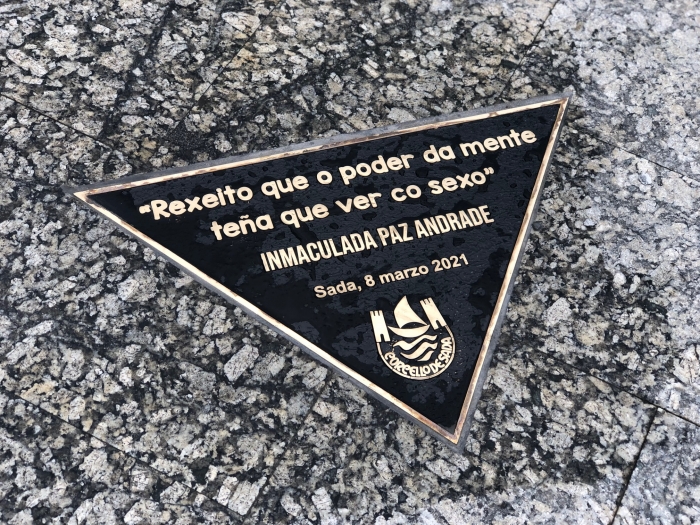 “Rexeito que o poder da mente
teña que ver co sexo”
INMACULADA PAZ ANDRADE
Sada, 8 marzo 2021
CONCELLO DE SADA